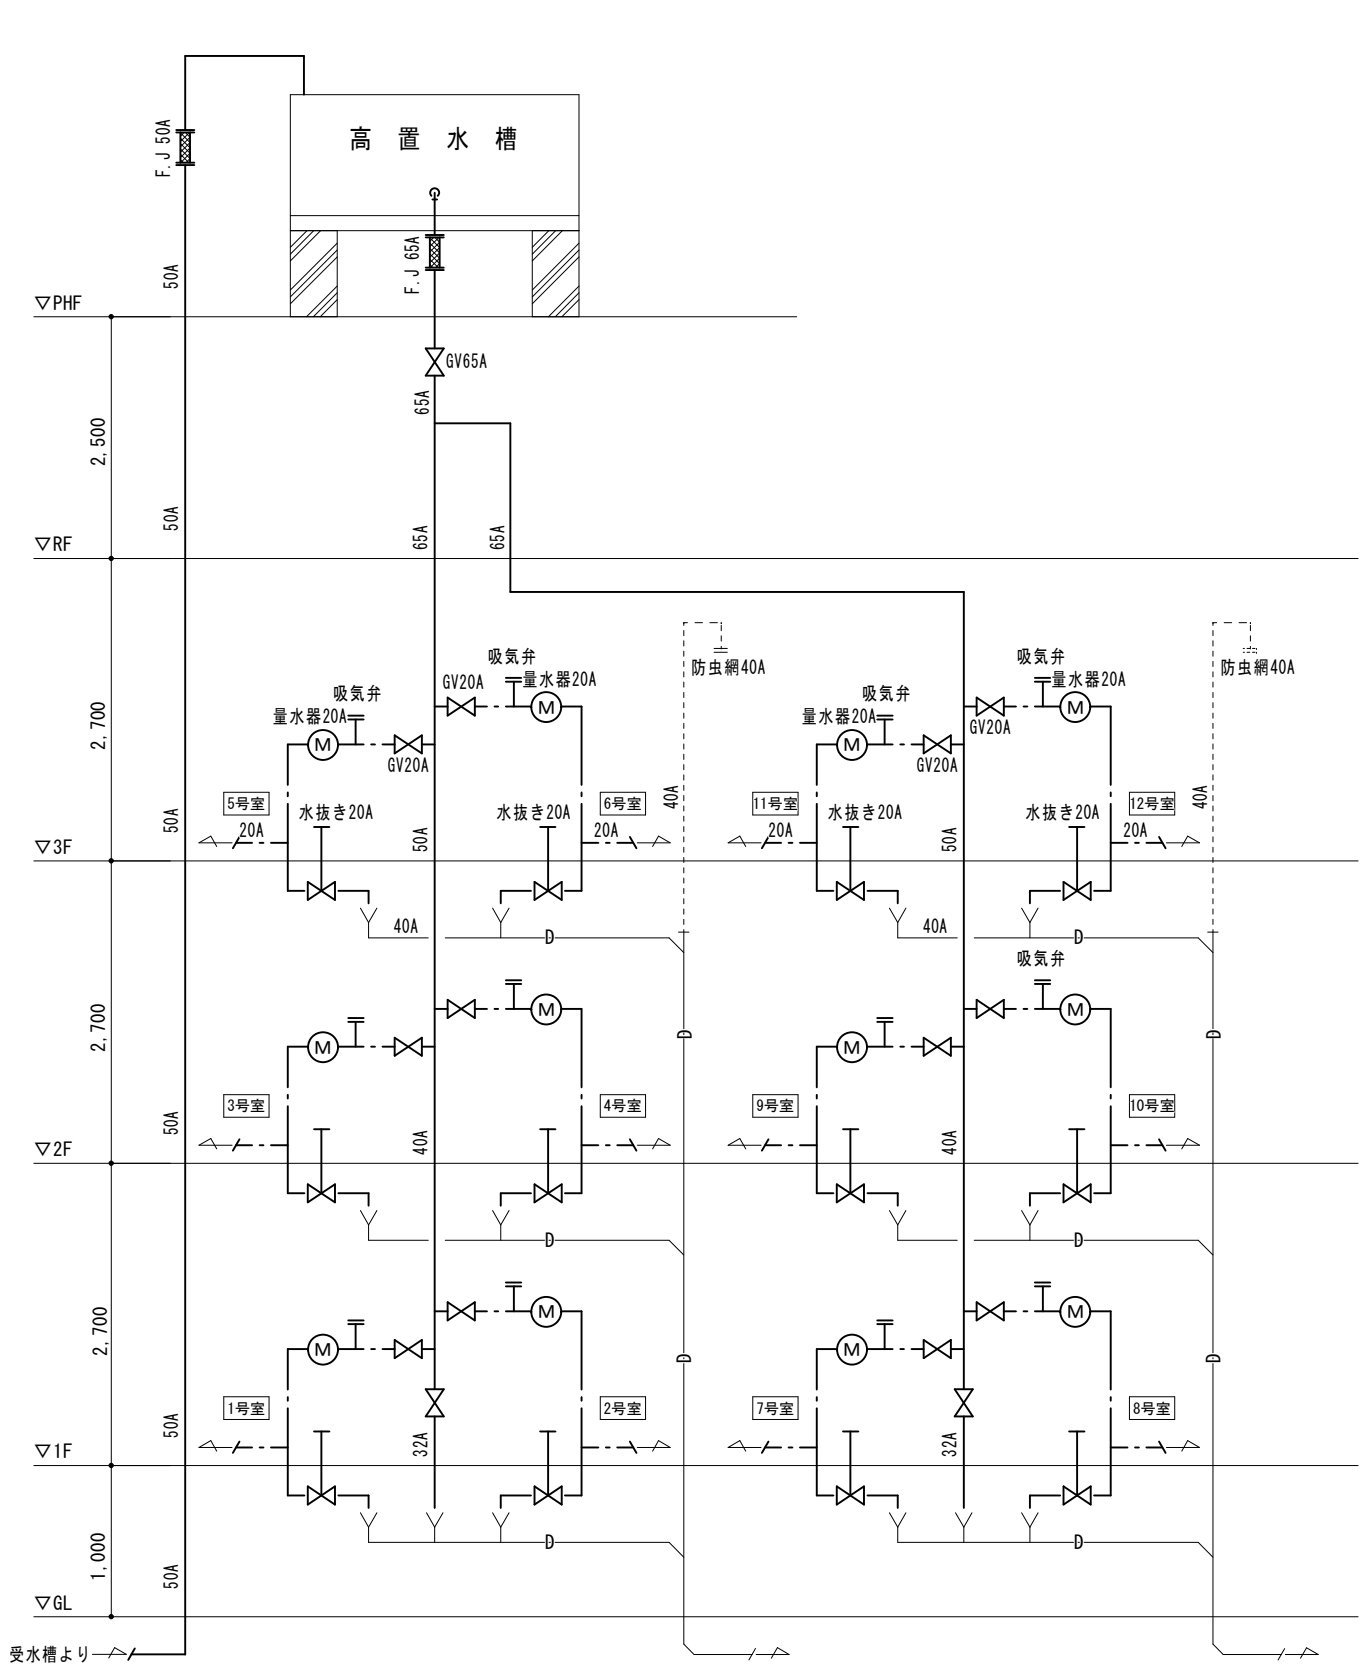 高置水槽
F.J 50A
F.J 65A
50A
▽PHF
GV65A
65A
2,500
50A
65A
65A
▽RF
吸気弁
量水器20A
GV20A
吸気弁
量水器20A
GV20A
防虫網40A
吸気弁
量水器20A
GV20A
吸気弁
量水器20A
GV20A
防虫網40A
M
M
M
M
2,700
5号室
水抜き20A
20A
水抜き20A
6号室
20A
40A
11号室
水抜き20A
20A
水抜き20A
12号室
20A
40A
50A
50A
50A
▽3F
40A
D
40A
D
吸気弁
M
M
M
M
2,700
D
D
3号室
4号室
9号室
10号室
50A
40A
40A
▽2F
D
D
M
M
M
M
2,700
D
D
1号室
2号室
7号室
8号室
50A
32A
32A
▽1F
D
D
1,000
50A
▽GL
受水槽より